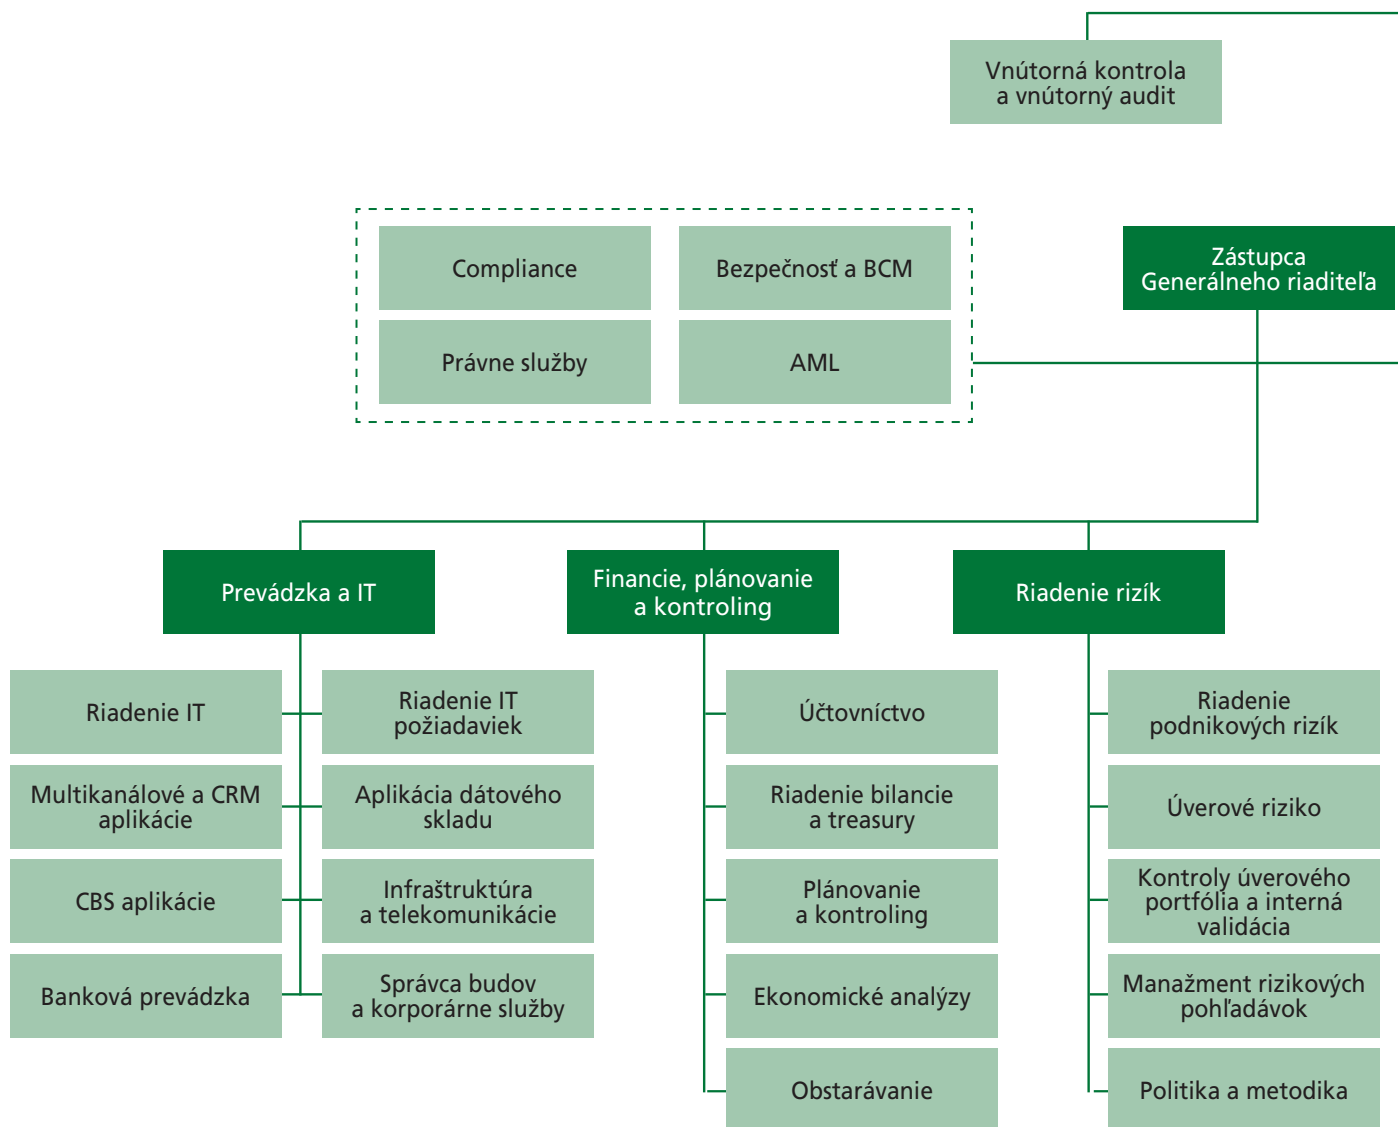 Vnútorná kontrola
a vnútorný audit
Compliance
Bezpečnosť a BCM
Zástupca
Generálneho riaditeľa
Právne služby
AML
Prevádzka a IT
Financie, plánovanie
a kontroling
Riadenie rizík
Riadenie IT
Riadenie IT
požiadaviek
Účtovníctvo
Riadenie
podnikových rizík
Multikanálové a CRM
aplikácie
Aplikácia dátového
skladu
Riadenie bilancie
a treasury
Úverové riziko
CBS aplikácie
Infraštruktúra
a telekomunikácie
Plánovanie
a kontroling
Kontroly úverového
portfólia a interná
validácia
Banková prevádzka
Správca budov
a korporárne služby
Ekonomické analýzy
Manažment rizikových
pohľadávok
Obstarávanie
Politika a metodika